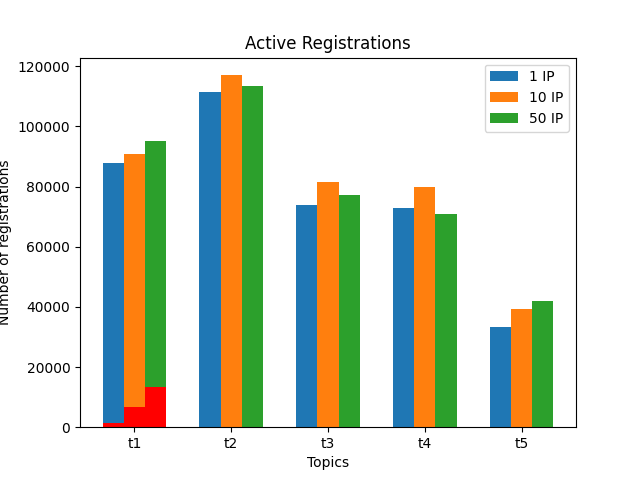 Active Registrations
120000
100000
80000
60000
40000
20000
0
Number of registrations
1 IP
10 IP
50 IP
t1 t2 t3 t4 t5
Topics